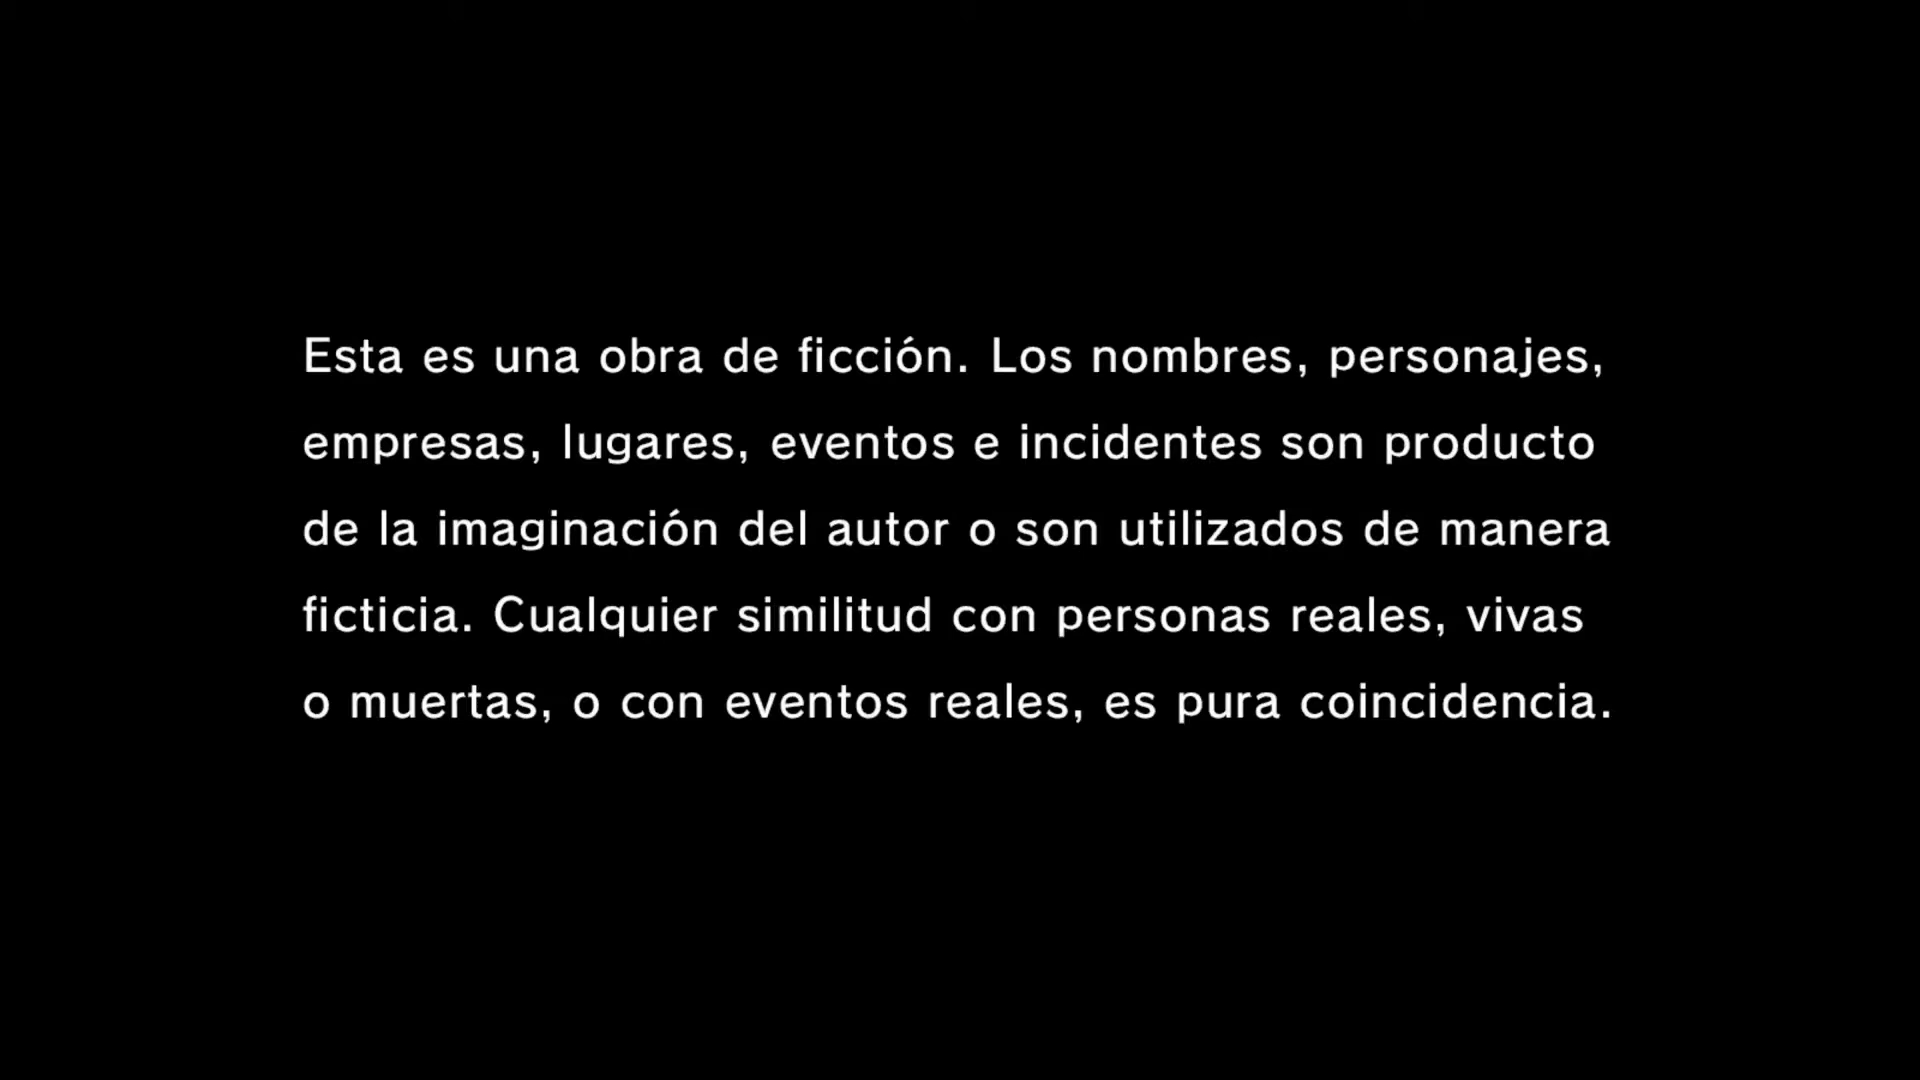 Esta es una obra de ficción. Los nombres, personajes,
empresas, lugares, eventos e incidentes son producto
de la imaginación del autor o son utilizados de manera
ficticia. Cualquier similitud con personas reales, vivas
o muertas, o con eventos reales, es pura coincidencia.